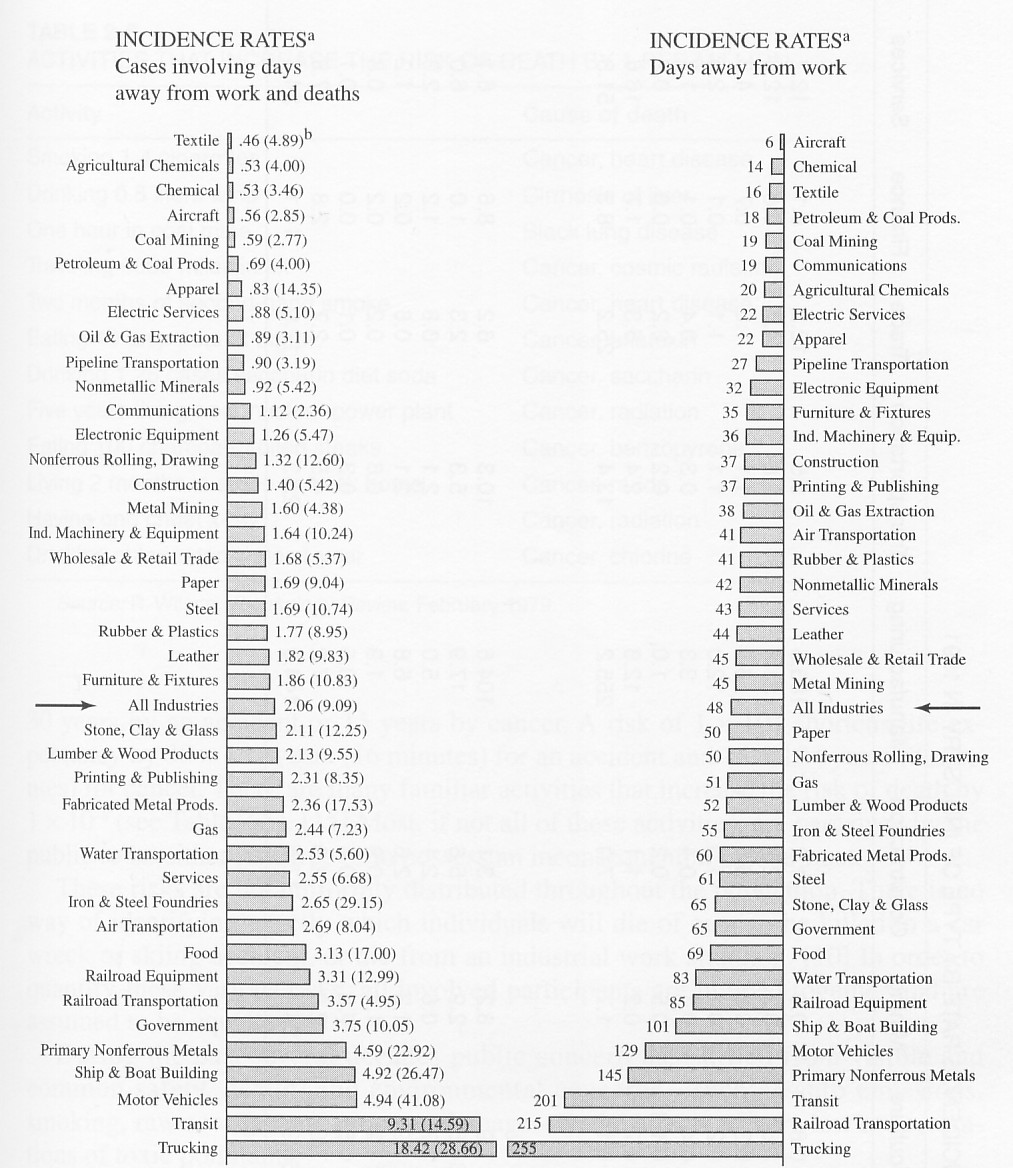 INCIDENCE RATESa
Cases involving days
away from work and deaths
Textile .46 (4.89)b
Agricultural Chemicals .53 (4.00)
Chemical .53 (3.46)
Aircraft .56 (2.85)
Coal Mining .59 (2.77)
Petroleum & Coal Prods. .69 (4.00)
Apparel .83 (14.35)
Electric Services .88 (5.10)
Oil & Gas Extraction .89 (3.11)
Pipeline Transportation .90 (3.19)
Nonmetallic Minerals .92 (5.42)
Communications 1.12 (2.36)
Electronic Equipment 1.26 (5.47)
Nonferrous Rolling, Drawing 1.32 (12.60)
Construction 1.40 (5.42)
Metal Mining 1.60 (4.38)
Ind. Machinery & Equipment 1.64 (10.24)
Wholesale & Retail Trade 1.68 (5.37)
Paper 1.69 (9.04)
Steel 1.69 (10.74)
Rubber & Plastics 1.77 (8.95)
Leather 1.82 (9.83)
Furniture & Fixtures 1.86 (10.83)
All Industries 2.06 (9.09)
Stone, Clay & Glass 2.11 (12.25)
Lumber & Wood Products 2.13 (9.55)
Printing & Publishing 2.31 (8.35)
Fabricated Metal Prods. 2.36 (17.53)
Gas 2.44 (7.23)
Water Transportation 2.53 (5.60)
Services 2.55 (6.68)
Iron & Steel Foundries 2.65 (29.15)
Air Transportation 2.69 (8.04)
Food 3.13 (17.00)
Railroad Equipment 3.31 (12.99)
Railroad Transportation 3.57 (4.95)
Government 3.75 (10.05)
Primary Nonferrous Metals 4.59 (22.92)
Ship & Boat Building 4.92 (26.47)
Motor Vehicles 4.94 (41.08)
Transit 9.31 (14.59)
Trucking 18.42 (28.66)
INCIDENCE RATESa
Days away from work
6 Aircraft
14 Chemical
16 Textile
18 Petroleum & Coal Prods.
19 Coal Mining
19 Communications
20 Agricultural Chemicals
22 Electric Services
22 Apparel
27 Pipeline Transportation
32 Electronic Equipment
35 Furniture & Fixtures
36 Ind. Machinery & Equip.
37 Construction
37 Printing & Publishing
38 Oil & Gas Extraction
41 Air Transportation
41 Rubber & Plastics
42 Nonmetallic Minerals
43 Services
44 Leather
45 Wholesale & Retail Trade
45 Metal Mining
48 All Industries
50 Paper
50 Nonferrous Rolling, Drawing
51 Gas
52 Lumber & Wood Products
55 Iron & Steel Foundries
60 Fabricated Metal Prods.
61 Steel
65 Stone, Clay & Glass
65 Government
69 Food
83 Water Transportation
85 Railroad Equipment
101 Ship & Boat Building
129 Motor Vehicles
145 Primary Nonferrous Metals
201 Transit
215 Railroad Transportation
255 Trucking